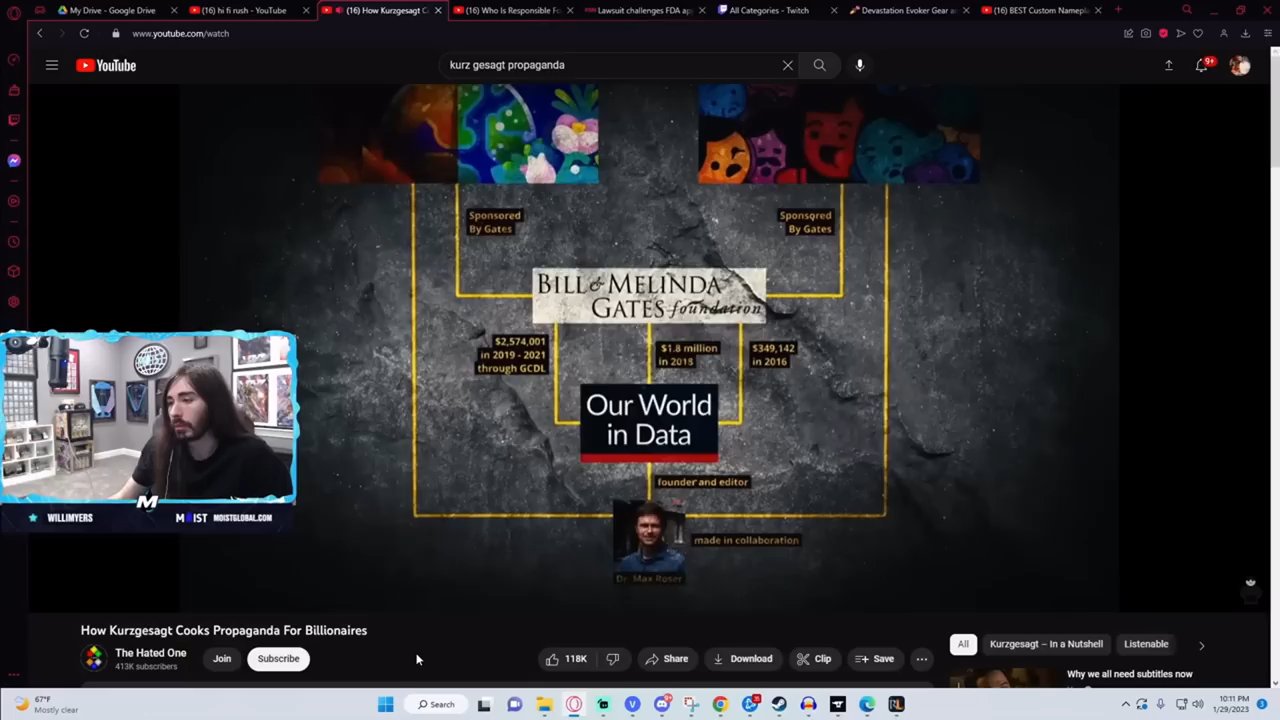 My Drive - Google Drive
(16) hi fi rush - YouTube
(16) How Kurzgesagt C
(16) Who Is Responsible Fo
Lawsuit challenges FDA ap
All Categories - Twitch
Devastation Evoker Gear a
(16) BEST Custom Namepl
www.youtube.com/watch
YouTube
kurz gesagt propaganda
9+
Sponsored
By Gates
Sponsored
By Gates
BILL & MELINDA
GATES foundation
$2,574,001
in 2019 - 2021
through GCDL
$1.8 million
in 2018
$349,142
in 2016
Our World
in Data
founder and editor
made in collaboration
Dr. Max Roser
WILLIMYERS
MOIST
MOISTGLOBAL.COM
How Kurzgesagt Cooks Propaganda For Billionaires
The Hated One
413K subscribers
Join
Subscribe
118K
Share
Download
Clip
Save
All
Kurzgesagt – In a Nutshell
Listenable
Why we all need subtitles now
67°F
Mostly clear
Search
10:11 PM
1/29/2023